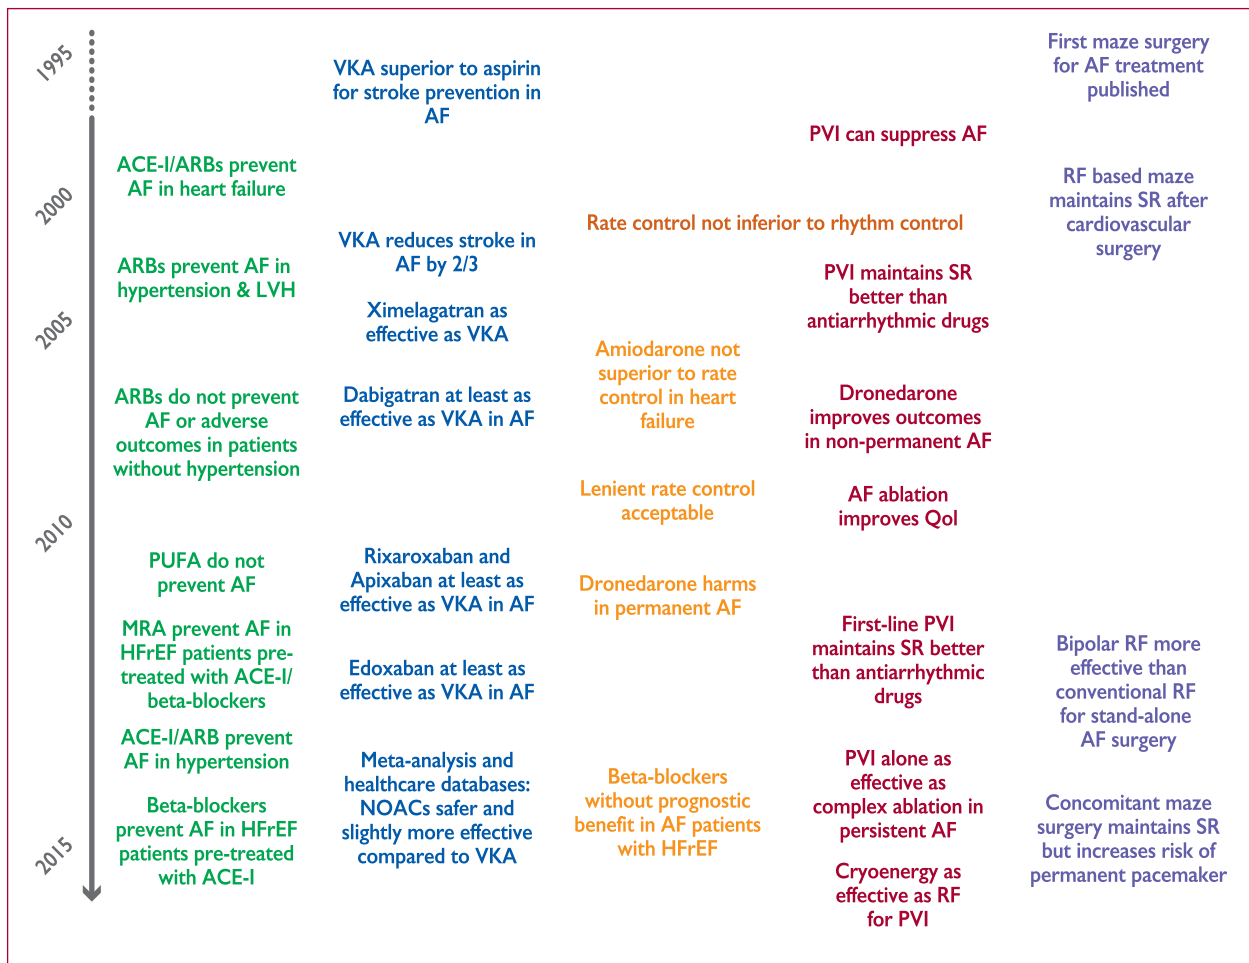 1995
2000
2005
2010
2015
ACE-I/ARBs prevent
AF in heart failure
ARBs prevent AF in
hypertension & LVH
ARBs do not prevent
AF or adverse
outcomes in patients
without hypertension
PUFA do not
prevent AF
MRA prevent AF in
HFrEF patients pre-
treated with ACE-I/
beta-blockers
ACE-I/ARB prevent
AF in hypertension
Beta-blockers
prevent AF in HFrEF
patients pre-treated
with ACE-I
VKA superior to aspirin
for stroke prevention in
AF
VKA reduces stroke in
AF by 2/3
Ximelagatran as
effective as VKA
Dabigatran at least as
effective as VKA in AF
Rixaroxaban and
Apixaban at least as
effective as VKA in AF
Edoxaban at least as
effective as VKA in AF
Meta-analysis and
healthcare databases:
NOACs safer and
slightly more effective
compared to VKA
Rate control not inferior to rhythm control
Amiodarone not
superior to rate
control in heart
failure
Lenient rate control
acceptable
Dronedarone harms
in permanent AF
Beta-blockers
without prognostic
benefit in AF patients
with HFrEF
PVI can suppress AF
PVI maintains SR
better than
antiarrhythmic drugs
Dronedarone
improves outcomes
in non-permanent AF
AF ablation
improves Qol
First-line PVI
maintains SR better
than antiarrhythmic
drugs
PVI alone as
effective as
complex ablation in
persistent AF
Cryoenergy as
effective as RF
for PVI
First maze surgery
for AF treatment
published
RF based maze
maintains SR after
cardiovascular
surgery
Bipolar RF more
effective than
conventional RF
for stand-alone
AF surgery
Concomitant maze
surgery maintains SR
but increases risk of
permanent pacemaker